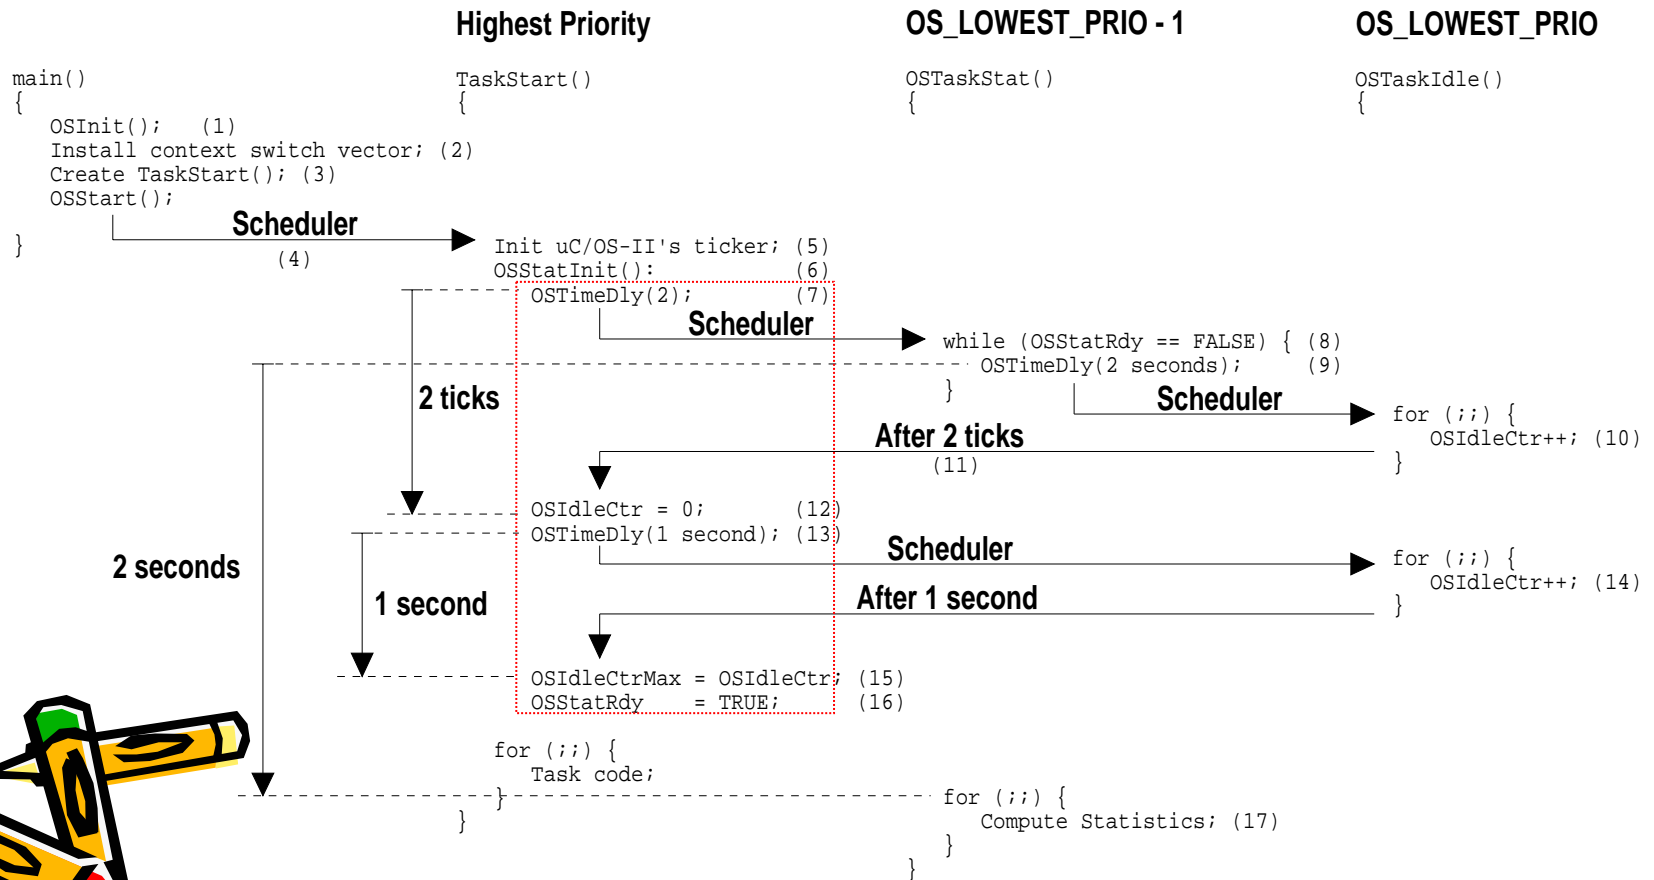 Highest Priority
OS_LOWEST_PRIO - 1
OS_LOWEST_PRIO
main()
{
OSInit(); (1)
Install context switch vector; (2)
Create TaskStart(); (3)
OSStart();
}
Scheduler
(4)
TaskStart()
{
Init uC/OS-II's ticker; (5)
OSStatInit(): (6)
OSTimeDly(2); (7)
Scheduler
OSTaskStat()
{
while (OSStatRdy == FALSE) { (8)
OSTimeDly(2 seconds); (9)
}
Scheduler
OSTaskIdle()
{
for (;;) {
OSIdleCtr++; (10)
}
2 ticks
After 2 ticks
(11)
OSIdleCtr = 0; (12)
OSTimeDly(1 second); (13)
Scheduler
for (;;) {
OSIdleCtr++; (14)
}
2 seconds
1 second
After 1 second
OSIdleCtrMax = OSIdleCtr; (15)
OSStatRdy = TRUE; (16)
for (;;) {
Task code;
}
}
for (;;) {
Compute Statistics; (17)
}
}